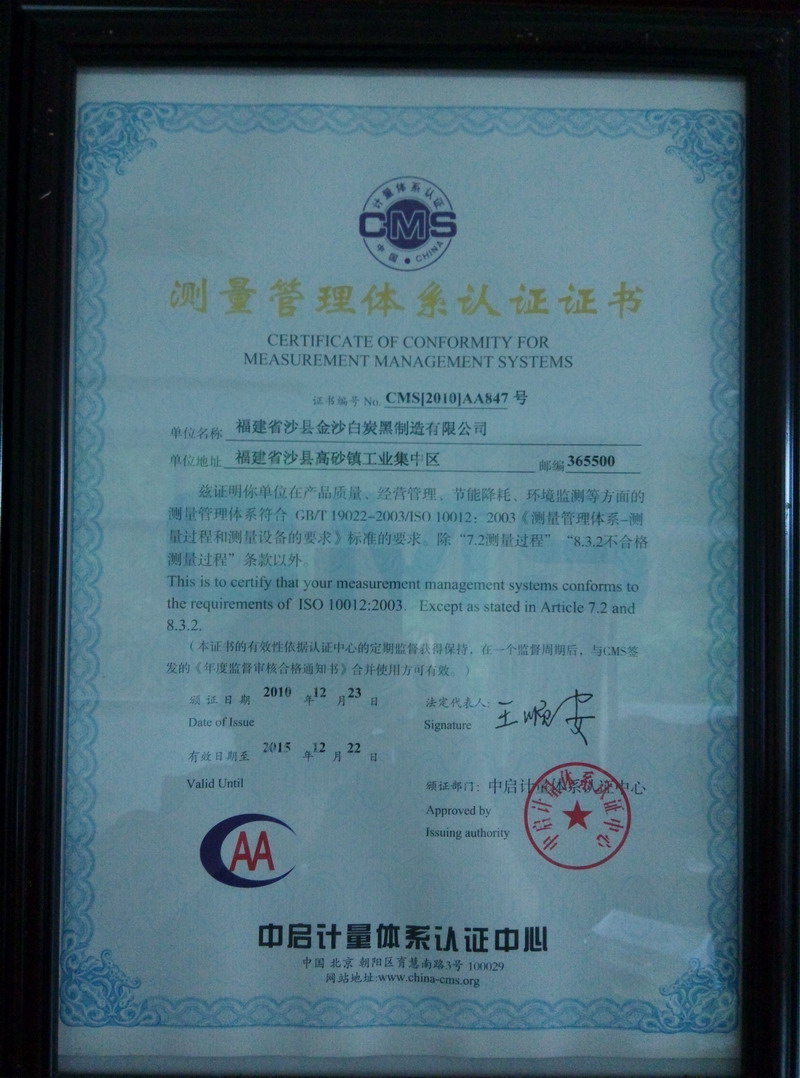 计量体系认证
CMS
中国 CHINA
测量管理体系认证证书
CERTIFICATE OF CONFORMITY FOR
MEASUREMENT MANAGEMENT SYSTEMS
证书编号 No. CMS[2010]AA847 号
单位名称 福建省沙县金沙白炭黑制造有限公司
单位地址 福建省沙县高砂镇工业集中区 邮编 365500
兹证明你单位在产品质量、经营管理、节能降耗、环境监测等方面的
测量管理体系符合 GB/T 19022-2003/ISO 10012：2003《测量管理体系-测
量过程和测量设备的要求》标准的要求。除“7.2测量过程” “8.3.2不合格
测量过程”条款以外。
This is to certify that your measurement management systems conforms to
the requirements of ISO 10012:2003. Except as stated in Article 7.2 and
8.3.2.
（本证书的有效性依据认证中心的定期监督获得保持，在一个监督周期后，与CMS签
发的《年度监督审核合格通知书》合并使用方可有效。）
颁证日期 2010 年 12 月 23 日
Date of Issue
有效日期至 2015 年 12 月 22 日
Valid Until
法定代表人：王顺安
Signature
颁证部门：中启计量体系认证中心
Approved by
Issuing authority
中启计量体系认证中心
CAA
中启计量体系认证中心
中国 北京 朝阳区育慧南路3号 100029
网站地址:www.china-cms.org